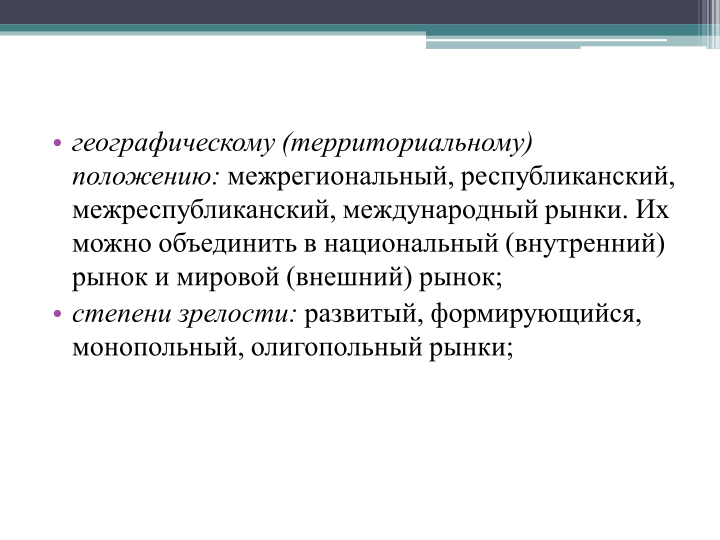 • географическому (территориальному)
положению: межрегиональный, республиканский,
межреспубликанский, международный рынки. Их
можно объединить в национальный (внутренний)
рынок и мировой (внешний) рынок;
• степени зрелости: развитый, формирующийся,
монопольный, олигопольный рынки;